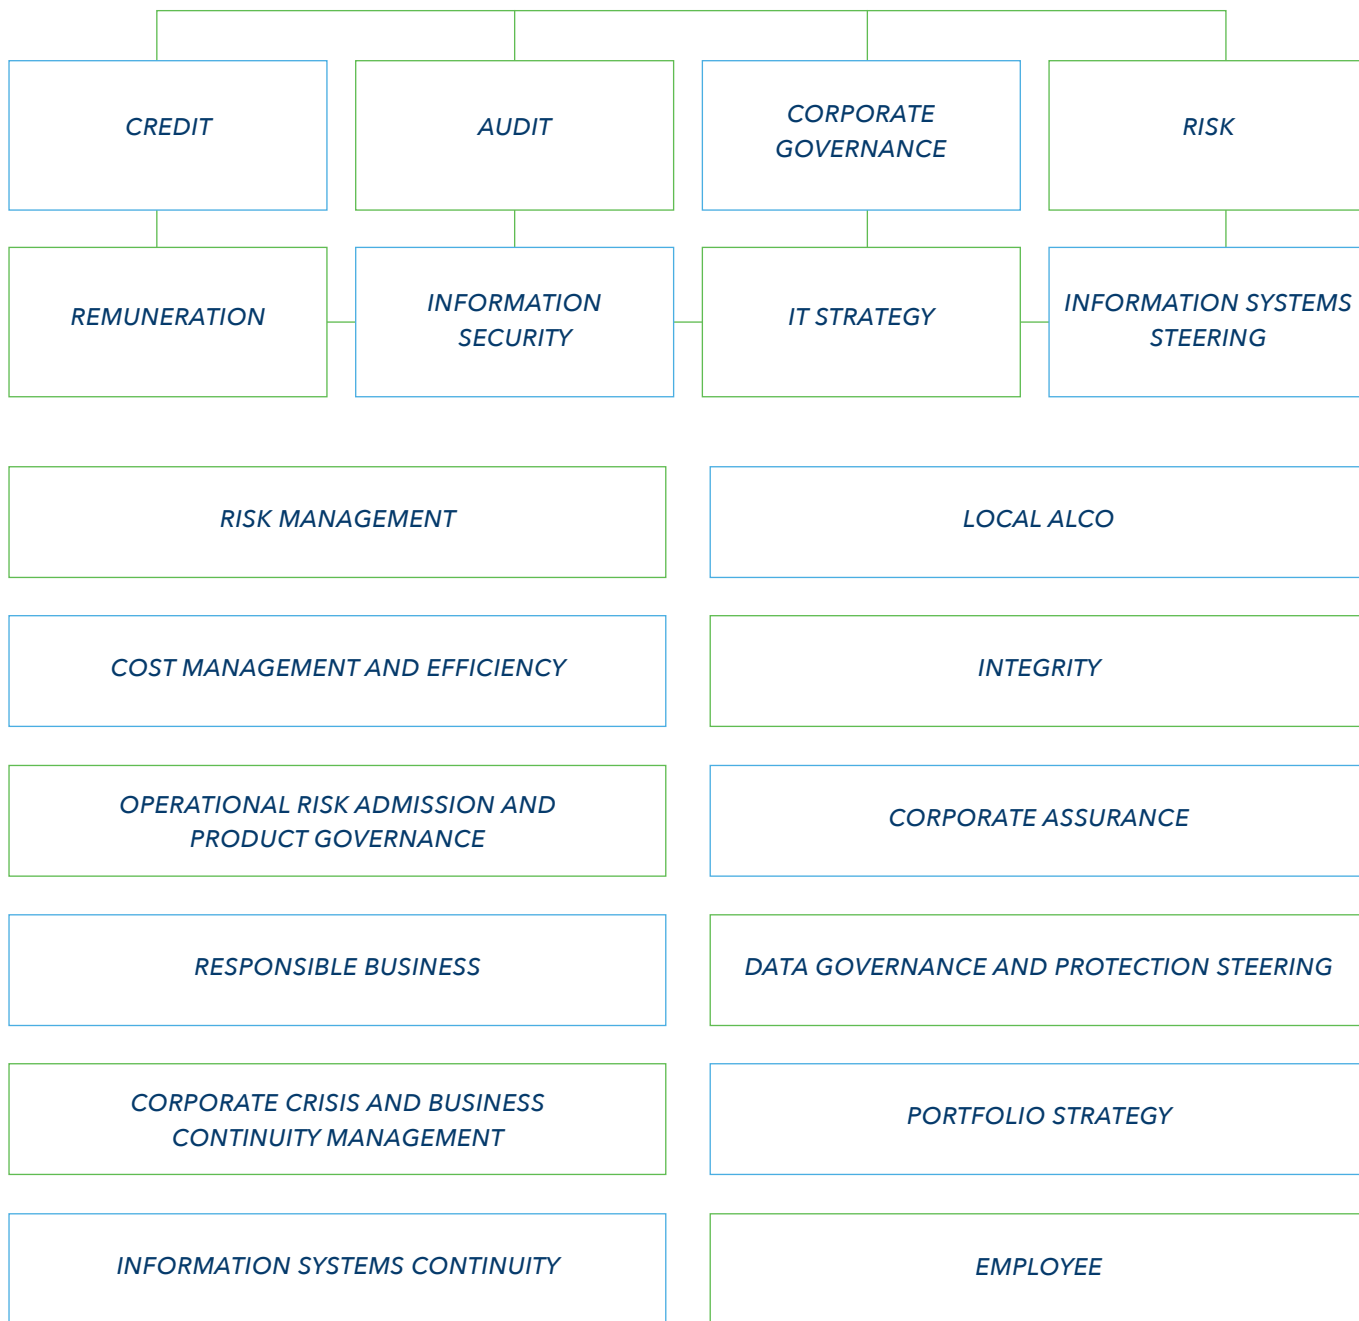 CREDIT
AUDIT
CORPORATE
GOVERNANCE
RISK
REMUNERATION
INFORMATION
SECURITY
IT STRATEGY
INFORMATION SYSTEMS
STEERING
RISK MANAGEMENT
LOCAL ALCO
COST MANAGEMENT AND EFFICIENCY
INTEGRITY
OPERATIONAL RISK ADMISSION AND
PRODUCT GOVERNANCE
CORPORATE ASSURANCE
RESPONSIBLE BUSINESS
DATA GOVERNANCE AND PROTECTION STEERING
CORPORATE CRISIS AND BUSINESS
CONTINUITY MANAGEMENT
PORTFOLIO STRATEGY
INFORMATION SYSTEMS CONTINUITY
EMPLOYEE